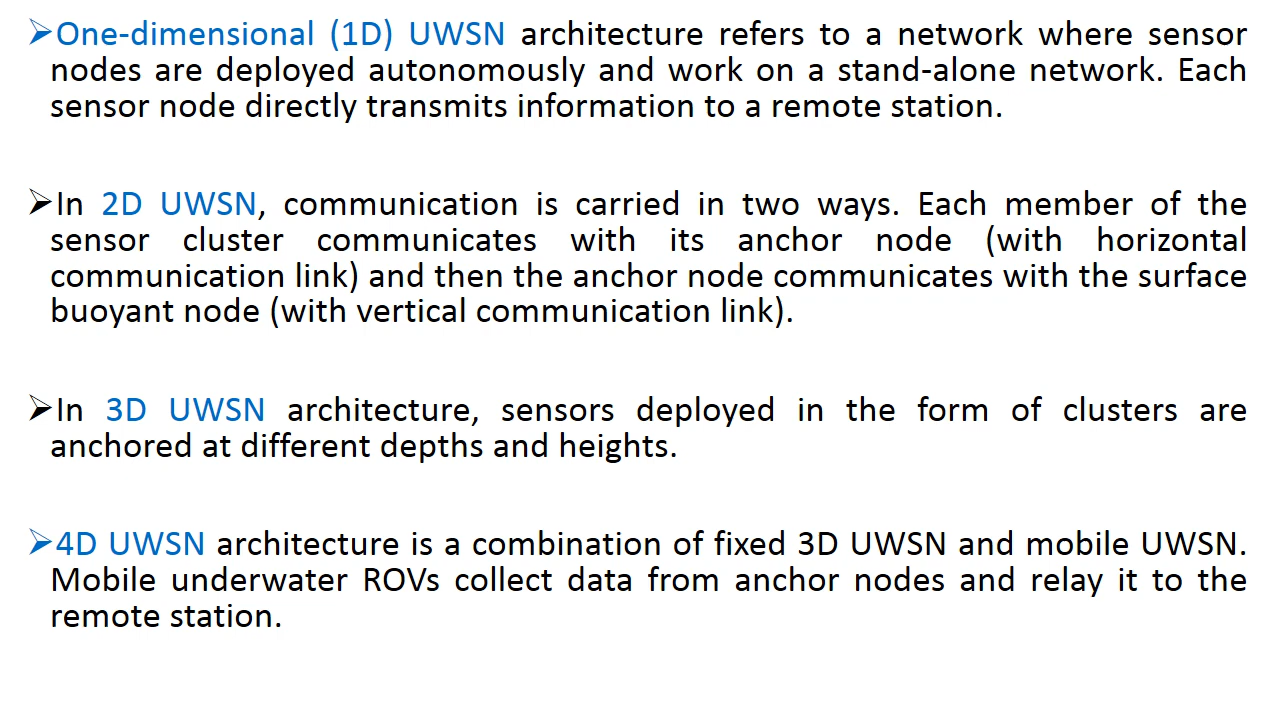 ➢One-dimensional (1D) UWSN architecture refers to a network where sensor
nodes are deployed autonomously and work on a stand-alone network. Each
sensor node directly transmits information to a remote station.
➢In 2D UWSN, communication is carried in two ways. Each member of the
sensor cluster communicates with its anchor node (with horizontal
communication link) and then the anchor node communicates with the surface
buoyant node (with vertical communication link).
➢In 3D UWSN architecture, sensors deployed in the form of clusters are
anchored at different depths and heights.
➢4D UWSN architecture is a combination of fixed 3D UWSN and mobile UWSN.
Mobile underwater ROVs collect data from anchor nodes and relay it to the
remote station.